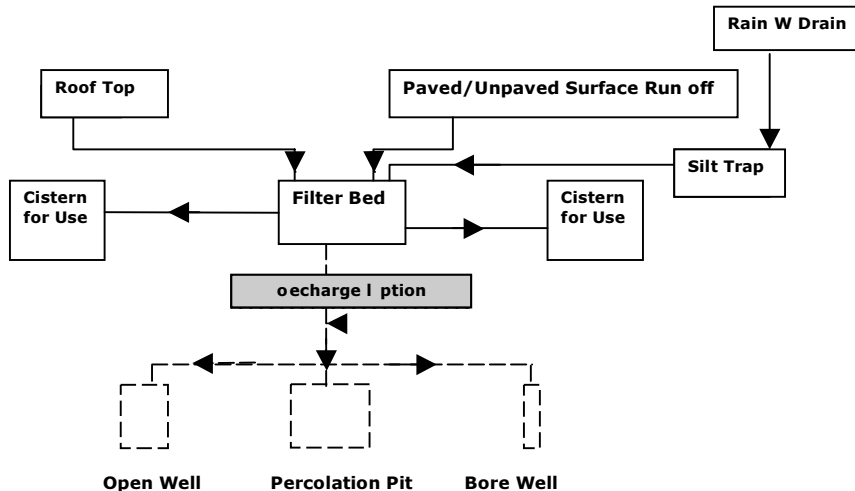 Rain W Drain
Roof Top
Paved/Unpaved Surface Run off
Silt Trap
Cistern
for Use
Filter Bed
Cistern
for Use
oecharge l ption
Open Well
Percolation Pit
Bore Well